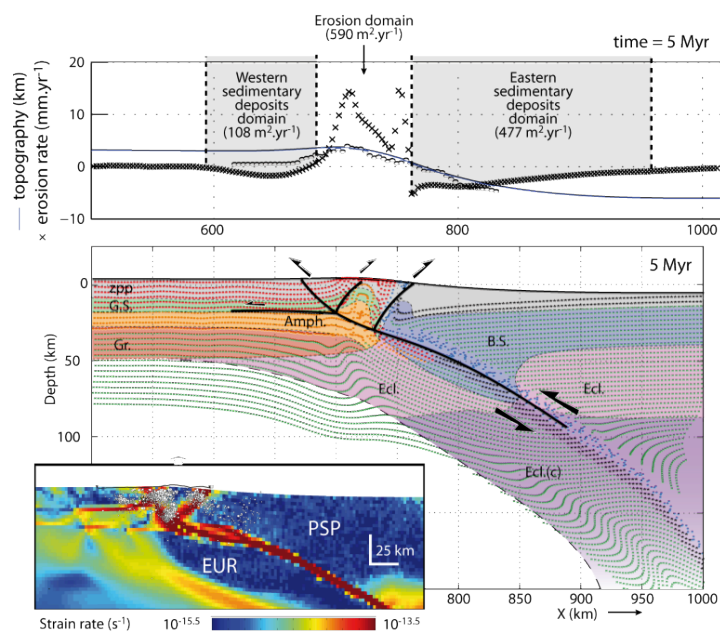 Erosion domain
(590 m².yr⁻¹)
time = 5 Myr
topography (km)
× erosion rate (mm.yr⁻¹)
20
10
0
−10
Western
sedimentary
deposits
domain
(108 m².yr⁻¹)
Eastern
sedimentary
deposits
domain
(477 m².yr⁻¹)
600
800
1000
5 Myr
Depth (km)
0
50
100
zpp
G.S.
Amph.
Gr.
B.S.
Ecl.
Ecl.
Ecl.(c)
PSP
EUR
25 km
800
850
900
950
1000
X (km)
Strain rate (s⁻¹)
10⁻¹⁵·⁵
10⁻¹³·⁵